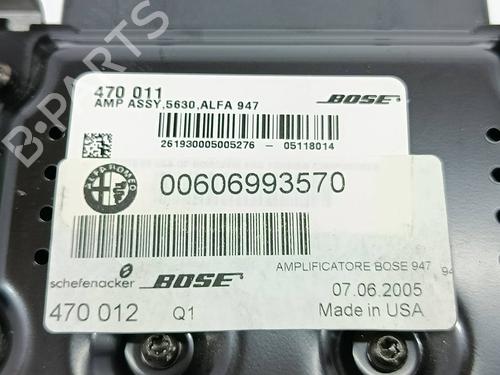 B-PARTS
470 011
AMP ASSY,5630,ALFA 947
BOSE
261930005005276 - 05118014
ALFA ROMEO
00606993570
schefenacker
BOSE
AMPLIFICATORE BOSE 947 94
07.06.2005
470 012 Q1
Made in USA